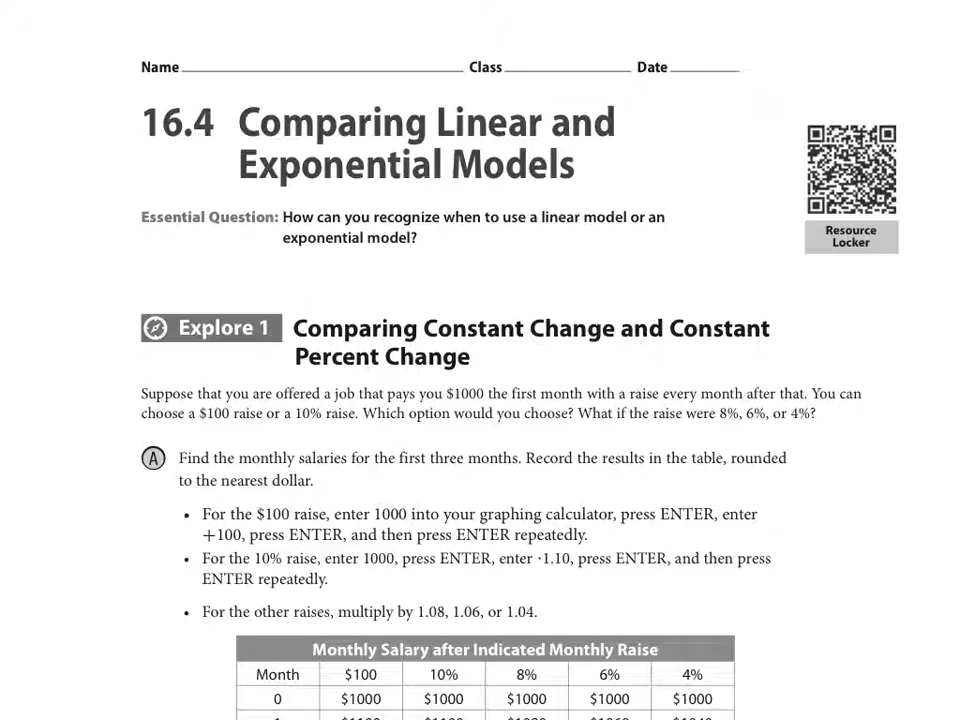 Name Class Date
16.4 Comparing Linear and
Exponential Models
Essential Question: How can you recognize when to use a linear model or an
exponential model?
Resource
Locker
Explore 1 Comparing Constant Change and Constant
Percent Change
Suppose that you are offered a job that pays you $1000 the first month with a raise every month after that. You can
choose a $100 raise or a 10% raise. Which option would you choose? What if the raise were 8%, 6%, or 4%?
A Find the monthly salaries for the first three months. Record the results in the table, rounded
to the nearest dollar.
• For the $100 raise, enter 1000 into your graphing calculator, press ENTER, enter
+100, press ENTER, and then press ENTER repeatedly.
• For the 10% raise, enter 1000, press ENTER, enter ·1.10, press ENTER, and then press
ENTER repeatedly.
• For the other raises, multiply by 1.08, 1.06, or 1.04.
Monthly Salary after Indicated Monthly Raise
Month $100 10% 8% 6% 4%
0 $1000 $1000 $1000 $1000 $1000